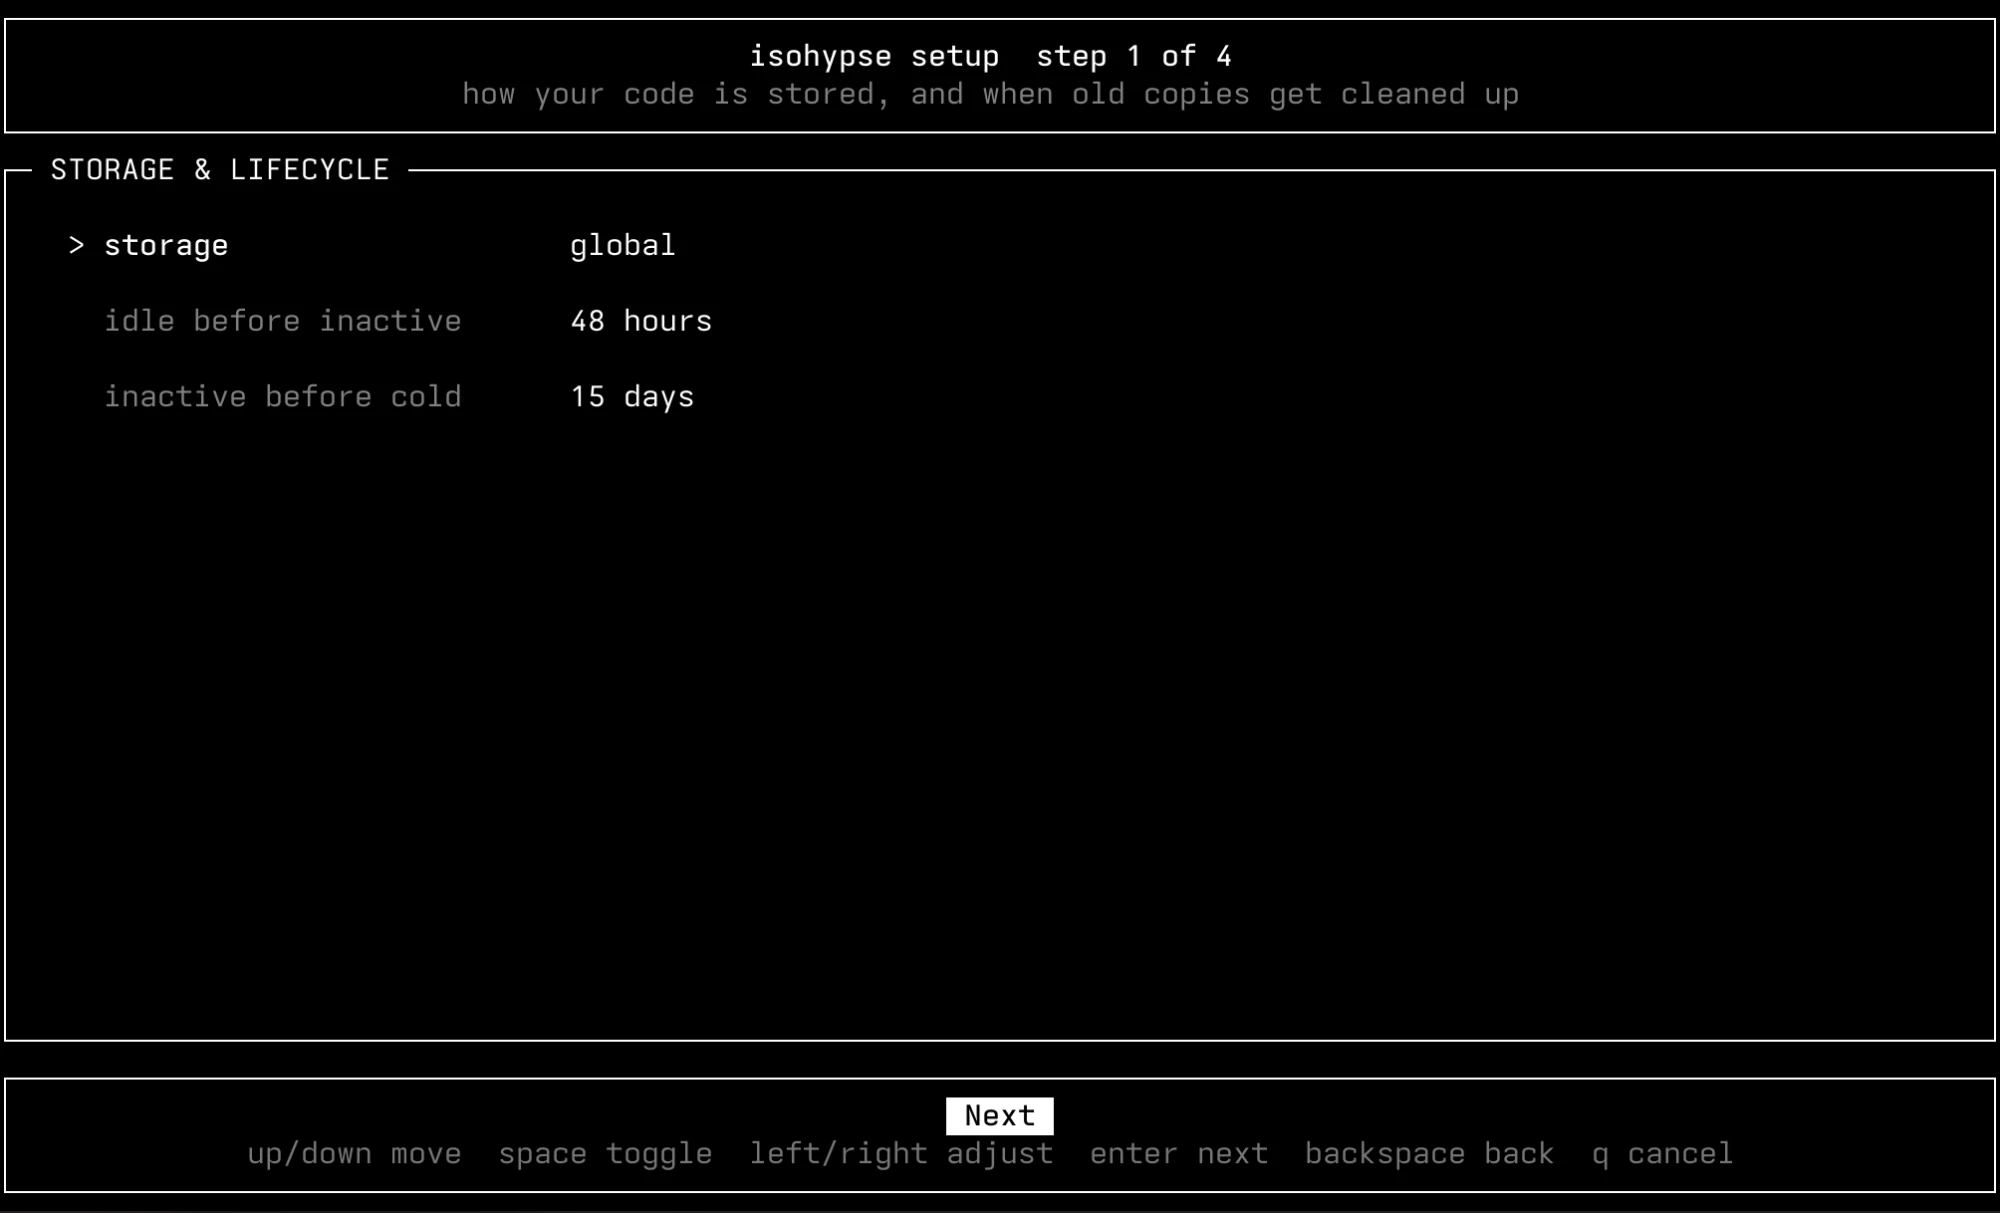 isohypse setup  step 1 of 4
how your code is stored, and when old copies get cleaned up
STORAGE & LIFECYCLE
> storage global
idle before inactive 48 hours
inactive before cold 15 days
Next
up/down move  space toggle  left/right adjust  enter next  backspace back  q cancel